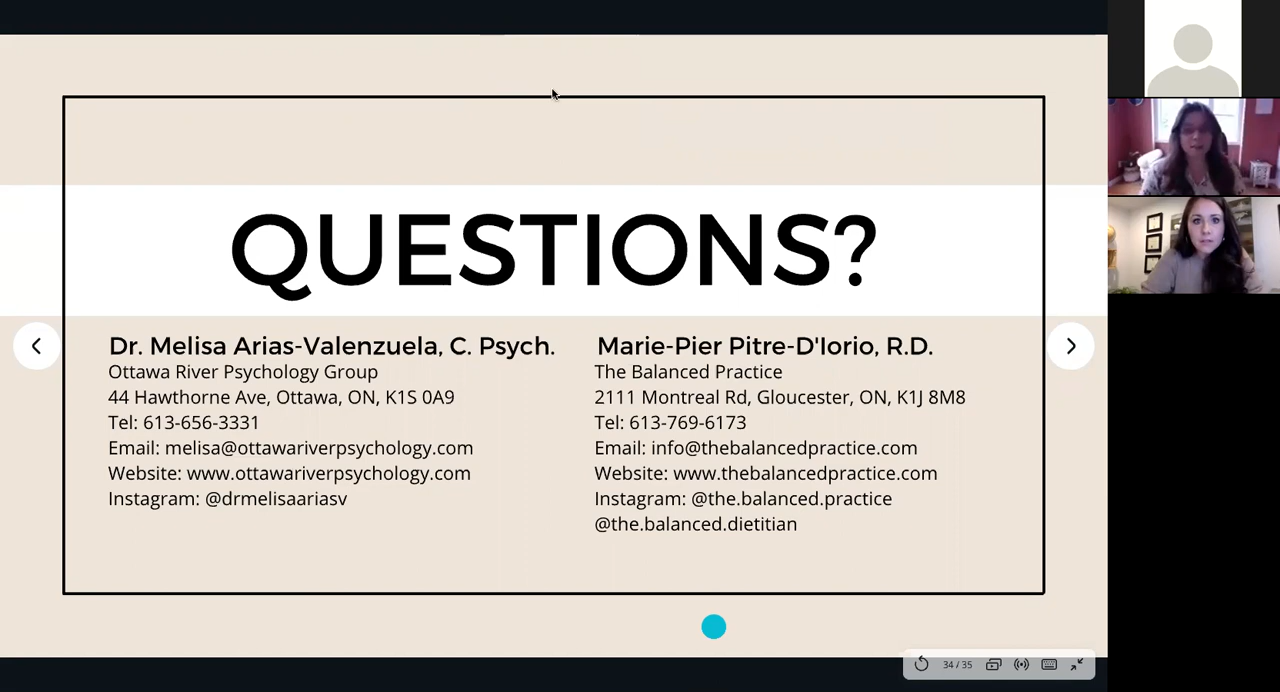 QUESTIONS?
Dr. Melisa Arias-Valenzuela, C. Psych.
Ottawa River Psychology Group
44 Hawthorne Ave, Ottawa, ON, K1S 0A9
Tel: 613-656-3331
Email: melisa@ottawariverpsychology.com
Website: www.ottawariverpsychology.com
Instagram: @drmelisaariasv
Marie-Pier Pitre-D'Iorio, R.D.
The Balanced Practice
2111 Montreal Rd, Gloucester, ON, K1J 8M8
Tel: 613-769-6173
Email: info@thebalancedpractice.com
Website: www.thebalancedpractice.com
Instagram: @the.balanced.practice
@the.balanced.dietitian
34 / 35